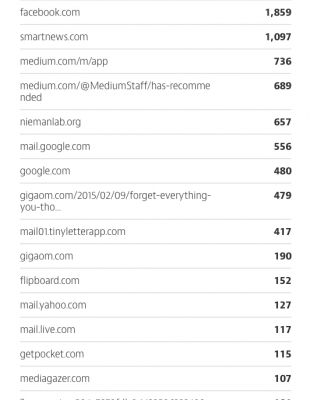 facebook.com 1,859
smartnews.com 1,097
medium.com/m/app 736
medium.com/@MediumStaff/has-recomme 689
nded
niemanlab.org 657
mail.google.com 556
google.com 480
gigaom.com/2015/02/09/forget-everything- 479
you-tho...
mail01.tinyletterapp.com 417
gigaom.com 190
flipboard.com 152
mail.yahoo.com 127
mail.live.com 117
getpocket.com 115
mediagazer.com 107